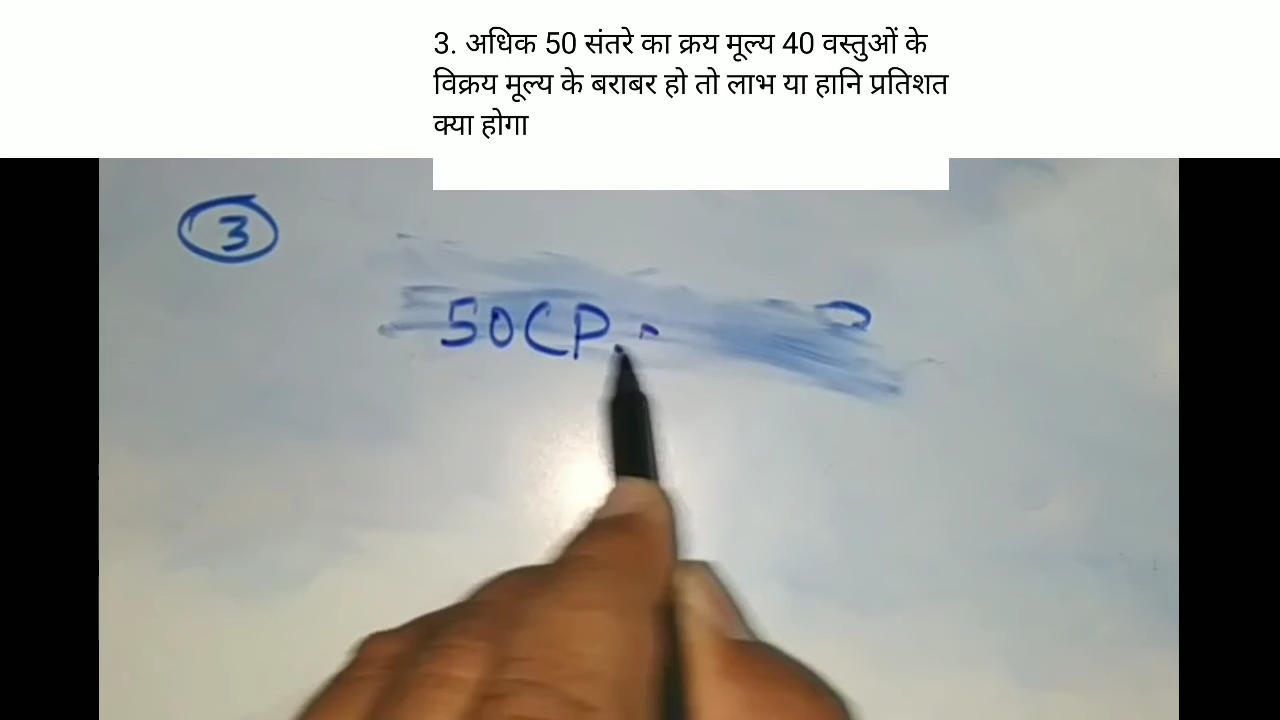 3. अधिक 50 संतरे का क्रय मूल्य 40 वस्तुओं के
विक्रय मूल्य के बराबर हो तो लाभ या हानि प्रतिशत
क्या होगा
3
50CP